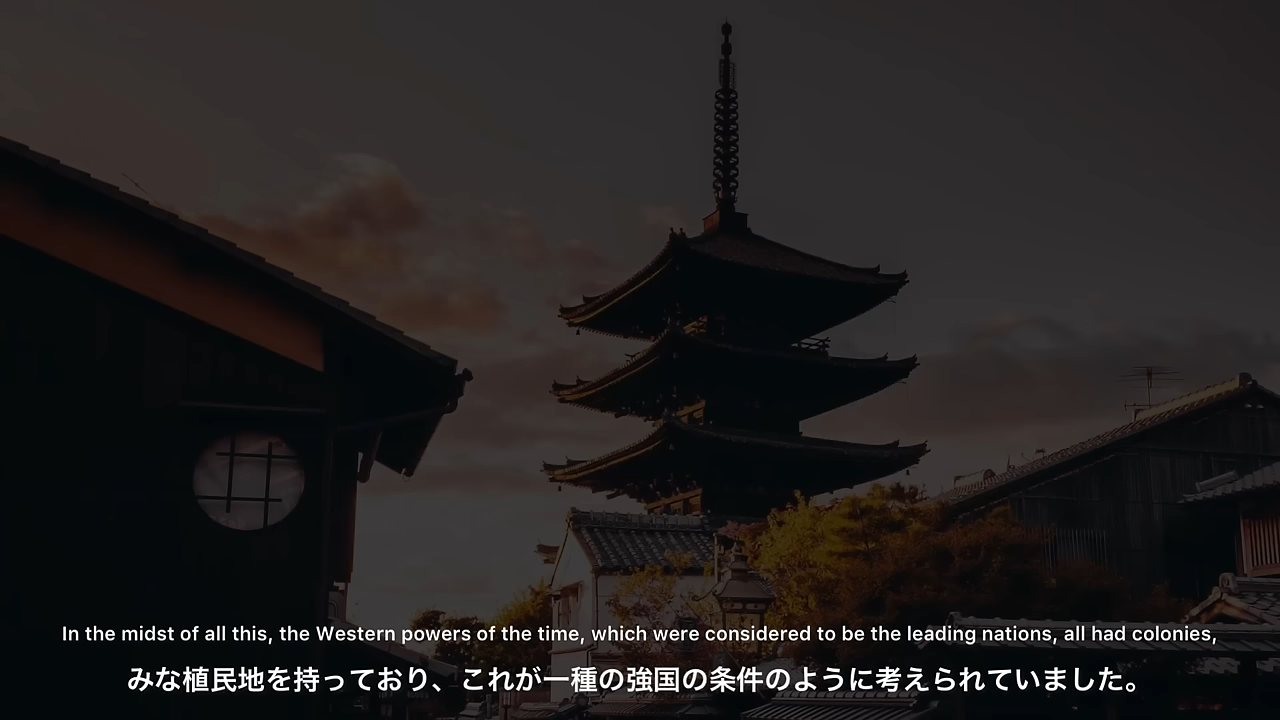 In the midst of all this, the Western powers of the time, which were considered to be the leading nations, all had colonies,
みな植民地を持っており、これが一種の強国の条件のように考えられていました。